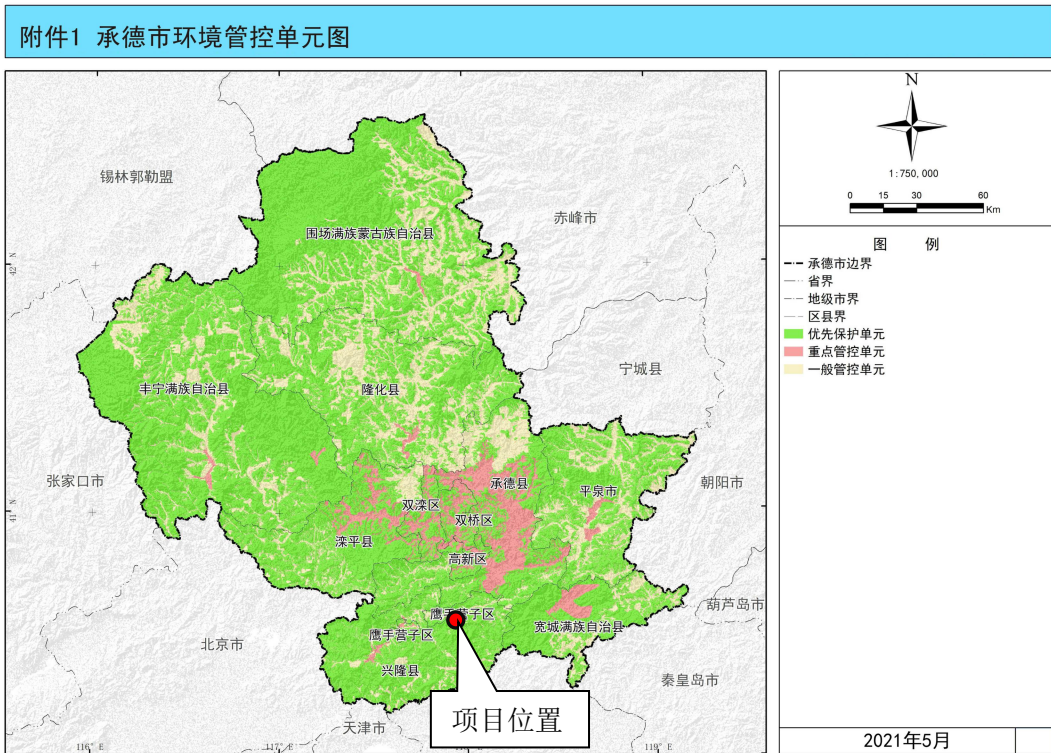 附件1 承德市环境管控单元图
N
1:750,000
0 15 30 60
Km
图 例
承德市边界
省界
地级市界
区县界
优先保护单元
重点管控单元
一般管控单元
锡林郭勒盟
赤峰市
围场满族蒙古族自治县
42°N
宁城县
丰宁满族自治县
隆化县
张家口市
承德县
平泉市
朝阳市
双滦区
41°N
双桥区
滦平县
高新区
葫芦岛市
鹰手营子区
宽城满族自治县
鹰手营子区
北京市
兴隆县
秦皇岛市
项目位置
天津市
116°E
117°E
119°E
2021年5月